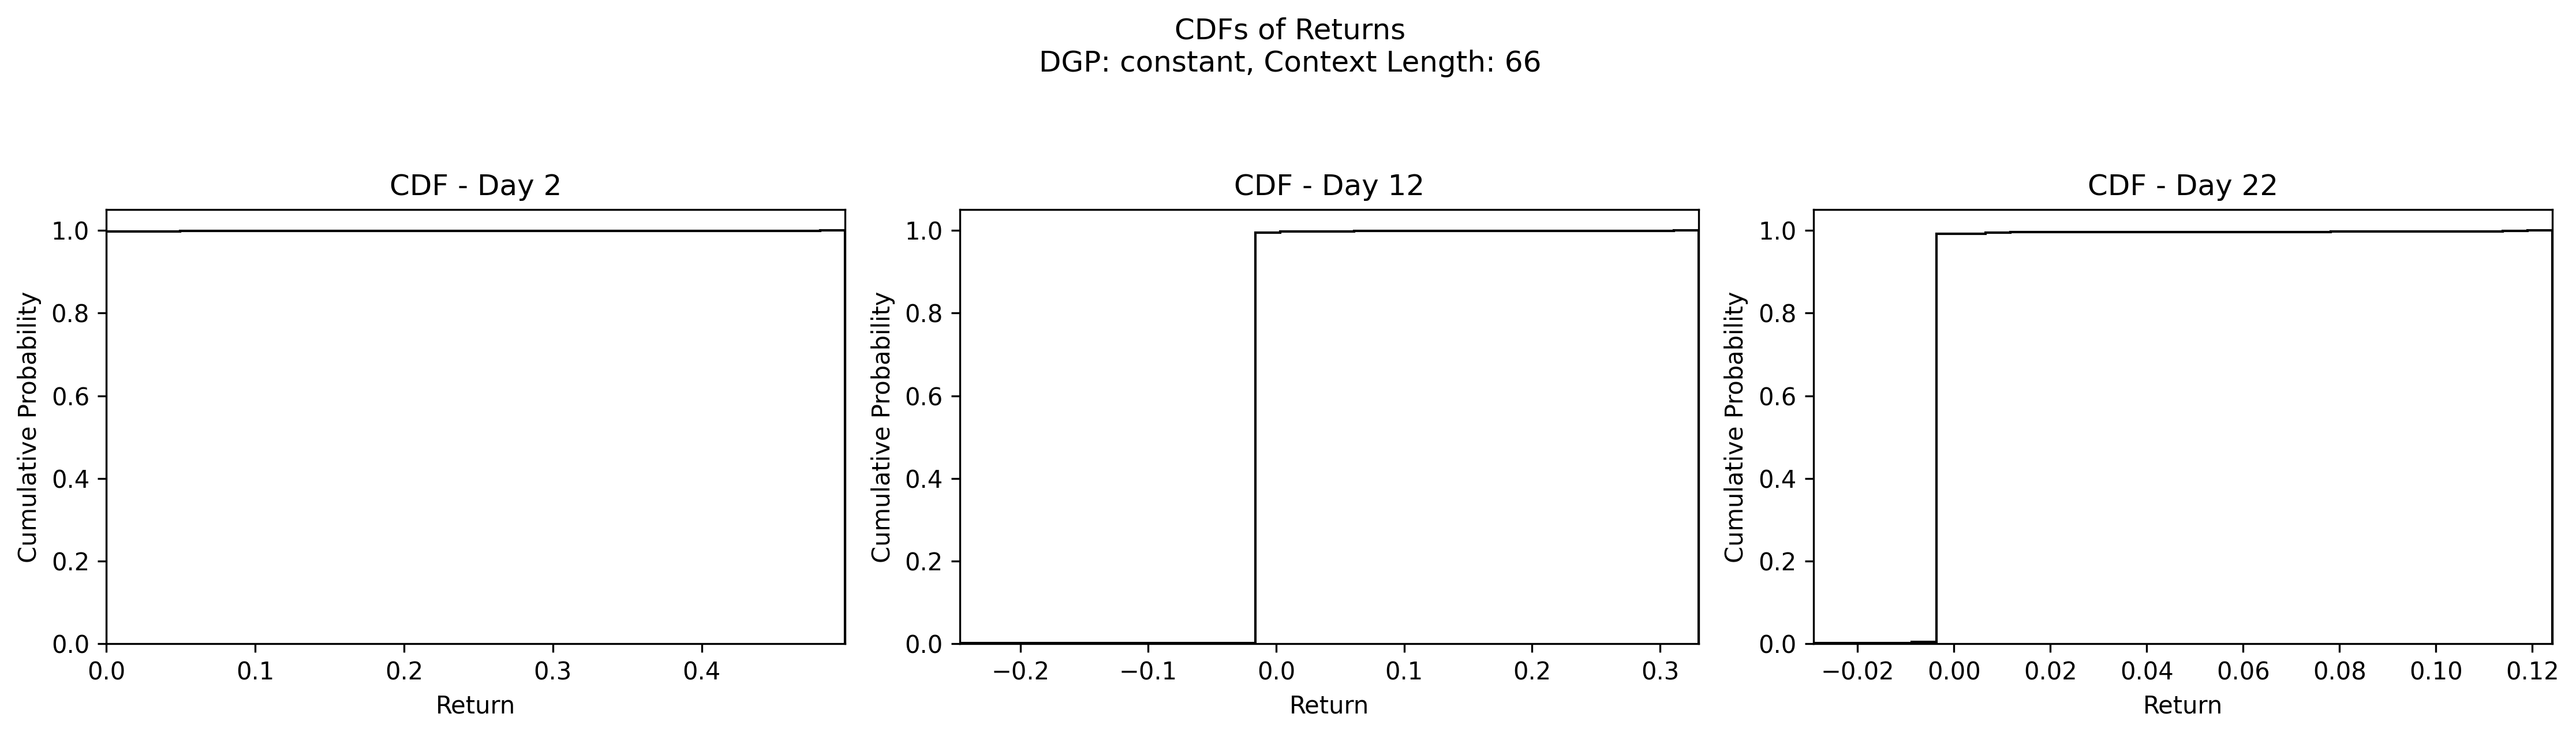 CDFs of Returns
DGP: constant, Context Length: 66
CDF - Day 2
Cumulative Probability
1.0
0.8
0.6
0.4
0.2
0.0
0.0 0.1 0.2 0.3 0.4
Return
CDF - Day 12
Cumulative Probability
1.0
0.8
0.6
0.4
0.2
0.0
−0.2 −0.1 0.0 0.1 0.2 0.3
Return
CDF - Day 22
Cumulative Probability
1.0
0.8
0.6
0.4
0.2
0.0
−0.02 0.00 0.02 0.04 0.06 0.08 0.10 0.12
Return